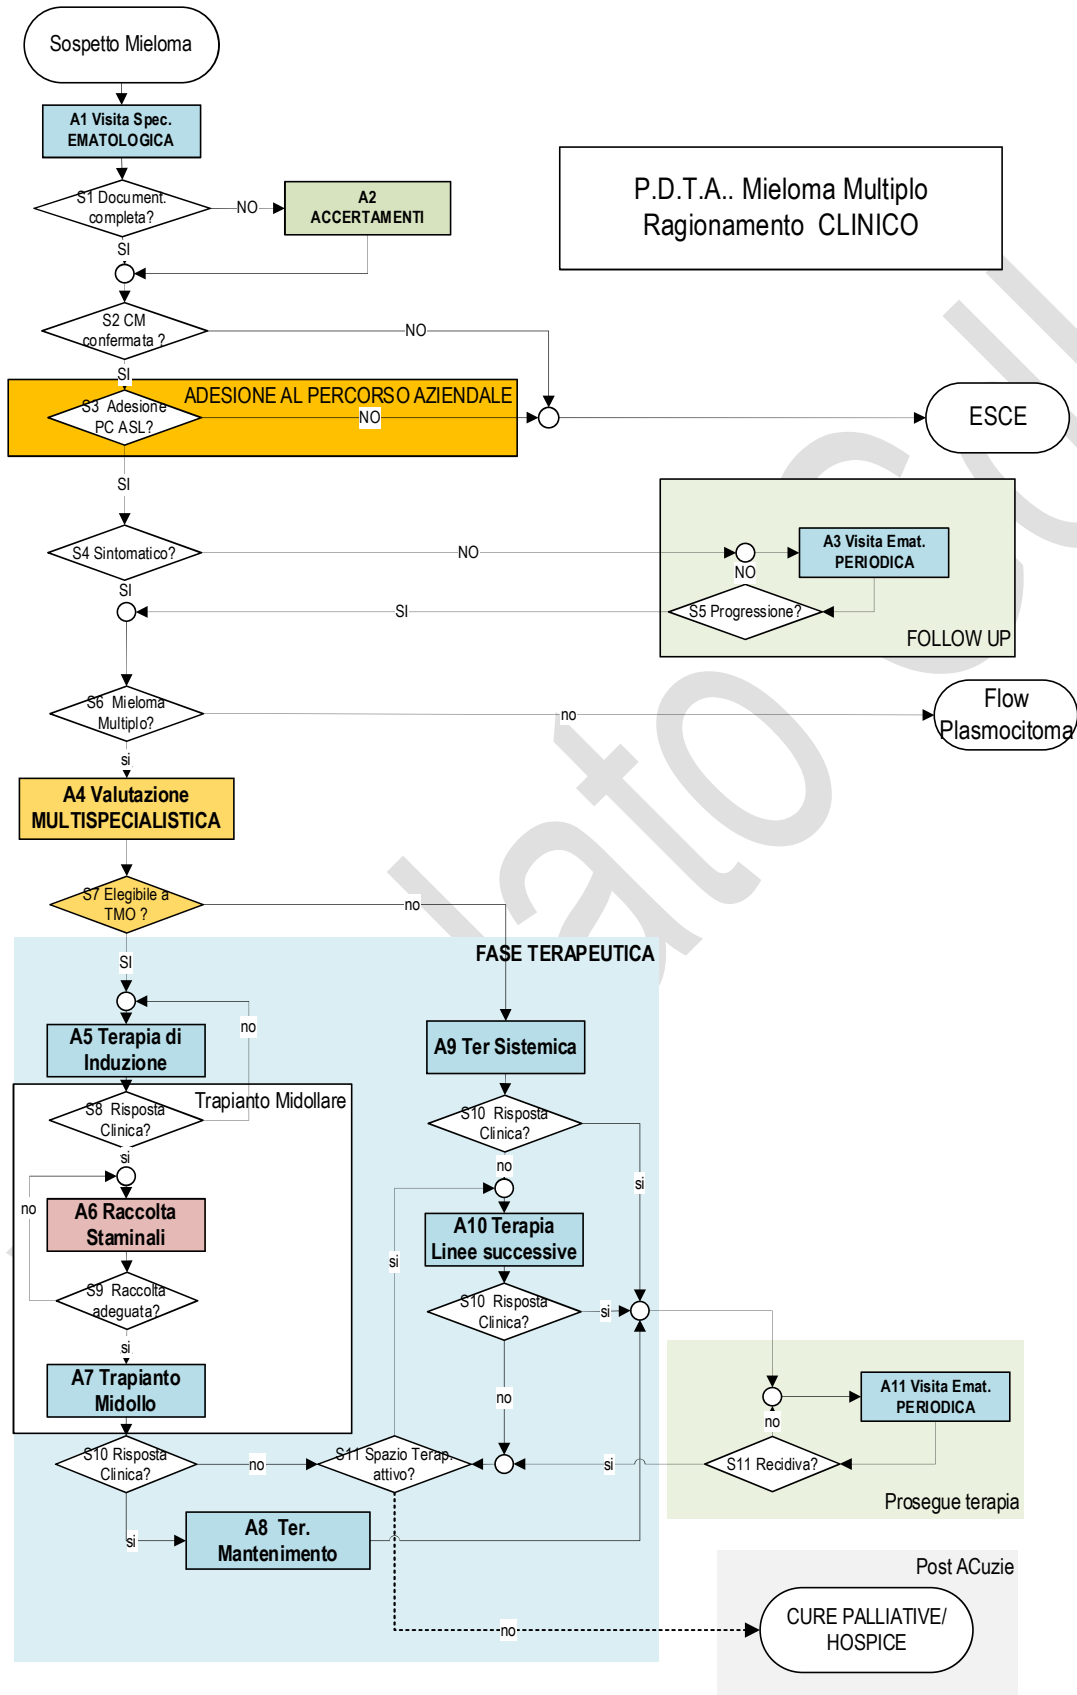 Sospetto Mieloma
A1 Visita Spec.
EMATOLOGICA
P.D.T.A.. Mieloma Multiplo
Ragionamento CLINICO
S1 Document.
completa?
NO
A2
ACCERTAMENTI
SI
S2 CM
confermata ?
NO
SI
ADESIONE AL PERCORSO AZIENDALE
S3 Adesione
PC ASL?
NO
ESCE
SI
S4 Sintomatico?
NO
A3 Visita Emat.
PERIODICA
NO
SI
SI
S5 Progressione?
FOLLOW UP
S6 Mieloma
Multiplo?
no
Flow
Plasmocitoma
si
A4 Valutazione
MULTISPECIALISTICA
S7 Elegibile a
TMO ?
no
FASE TERAPEUTICA
SI
no
A5 Terapia di
Induzione
A9 Ter Sistemica
Trapianto Midollare
S8 Risposta
Clinica?
S10 Risposta
Clinica?
si
no
si
no
A6 Raccolta
Staminali
A10 Terapia
Linee successive
si
S9 Raccolta
adeguata?
S10 Risposta
Clinica?
si
si
A7 Trapianto
Midollo
no
A11 Visita Emat.
PERIODICA
no
S10 Risposta
Clinica?
no
S11 Spazio Terap.
attivo?
si
S11 Recidiva?
Prosegue terapia
si
A8 Ter.
Mantenimento
Post ACuzie
no
CURE PALLIATIVE/
HOSPICE